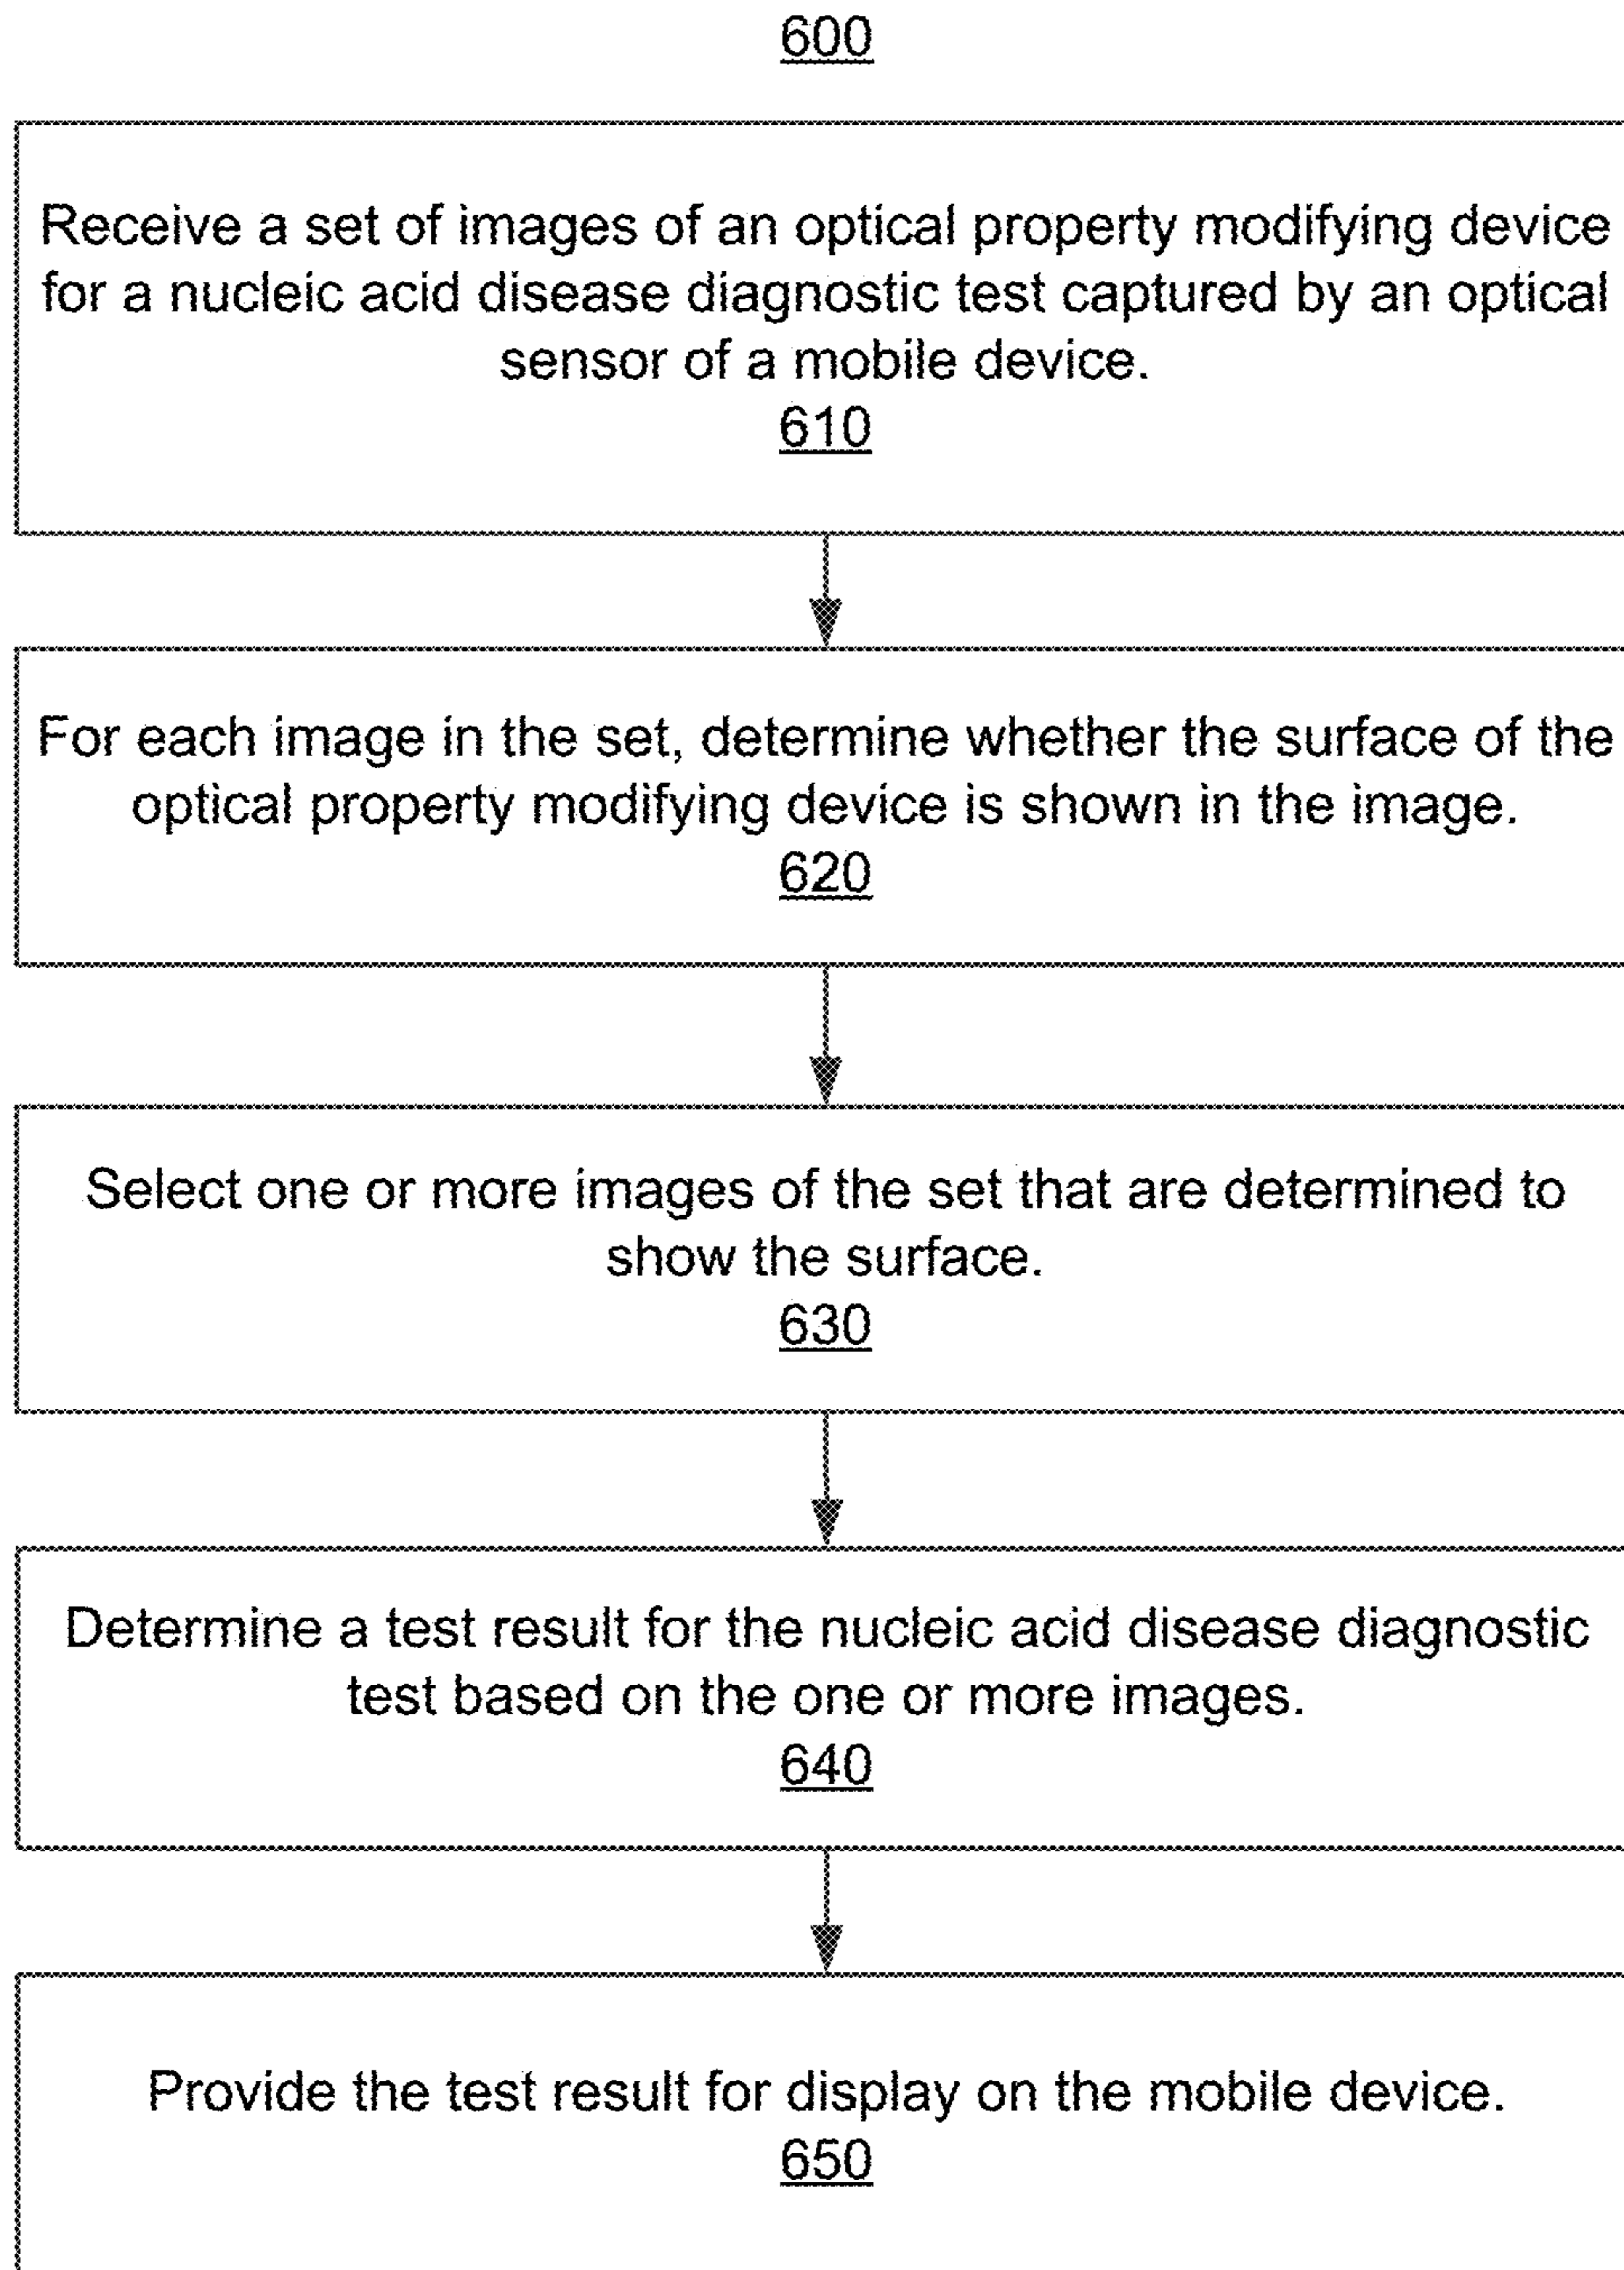 600
Receive a set of images of an optical property modifying device
for a nucleic acid disease diagnostic test captured by an optical
sensor of a mobile device.
610
For each image in the set, determine whether the surface of the
optical property modifying device is shown in the image.
620
Select one or more images of the set that are determined to
show the surface.
630
Determine a test result for the nucleic acid disease diagnostic
test based on the one or more images.
640
Provide the test result for display on the mobile device.
650